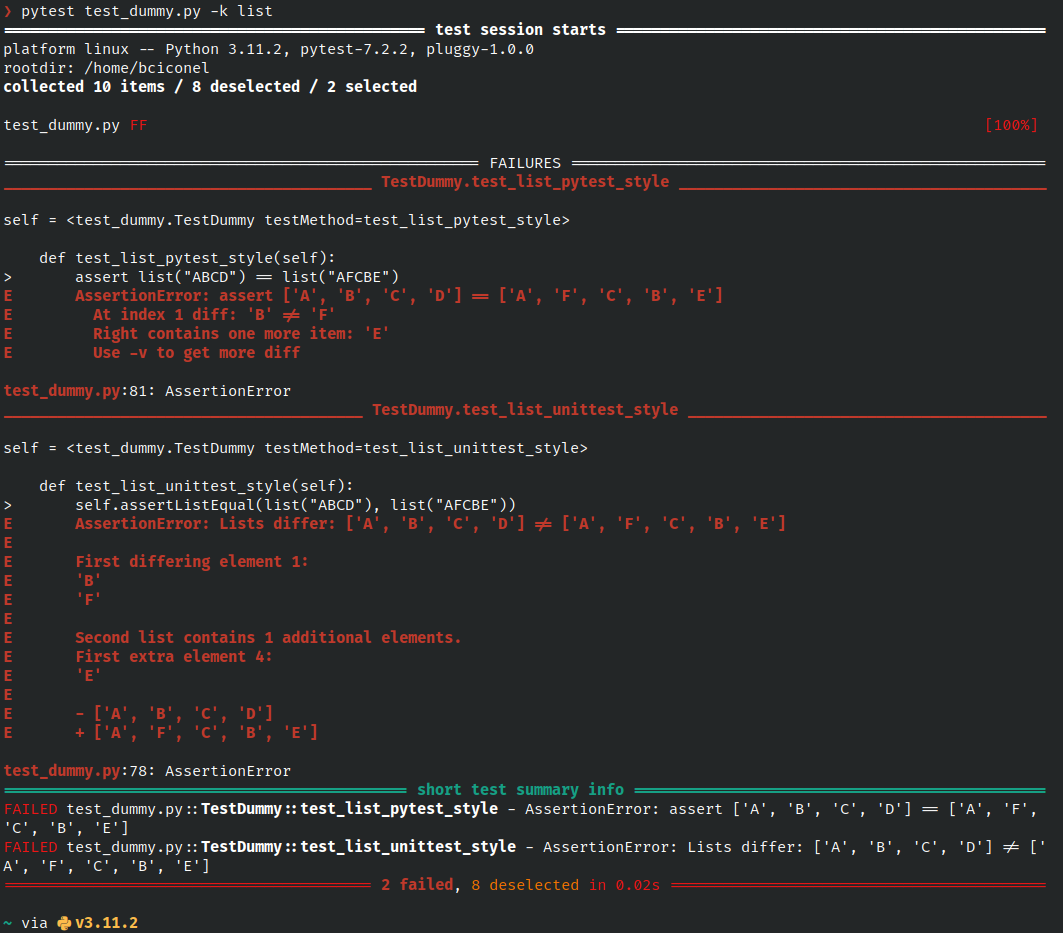 ❯ pytest test_dummy.py -k list
test session starts
platform linux -- Python 3.11.2, pytest-7.2.2, pluggy-1.0.0
rootdir: /home/bciconel
collected 10 items / 8 deselected / 2 selected
test_dummy.py FF [100%]
FAILURES
TestDummy.test_list_pytest_style
self = <test_dummy.TestDummy testMethod=test_list_pytest_style>
def test_list_pytest_style(self):
> assert list("ABCD") == list("AFCBE")
E AssertionError: assert ['A', 'B', 'C', 'D'] == ['A', 'F', 'C', 'B', 'E']
E At index 1 diff: 'B' != 'F'
E Right contains one more item: 'E'
E Use -v to get more diff
test_dummy.py:81: AssertionError
TestDummy.test_list_unittest_style
self = <test_dummy.TestDummy testMethod=test_list_unittest_style>
def test_list_unittest_style(self):
> self.assertListEqual(list("ABCD"), list("AFCBE"))
E AssertionError: Lists differ: ['A', 'B', 'C', 'D'] != ['A', 'F', 'C', 'B', 'E']
E
E First differing element 1:
E 'B'
E 'F'
E
E Second list contains 1 additional elements.
E First extra element 4:
E 'E'
E
E - ['A', 'B', 'C', 'D']
E + ['A', 'F', 'C', 'B', 'E']
test_dummy.py:78: AssertionError
short test summary info
FAILED test_dummy.py::TestDummy::test_list_pytest_style - AssertionError: assert ['A', 'B', 'C', 'D'] == ['A', 'F',
'C', 'B', 'E']
FAILED test_dummy.py::TestDummy::test_list_unittest_style - AssertionError: Lists differ: ['A', 'B', 'C', 'D'] != ['
A', 'F', 'C', 'B', 'E']
2 failed, 8 deselected in 0.02s
~ via v3.11.2